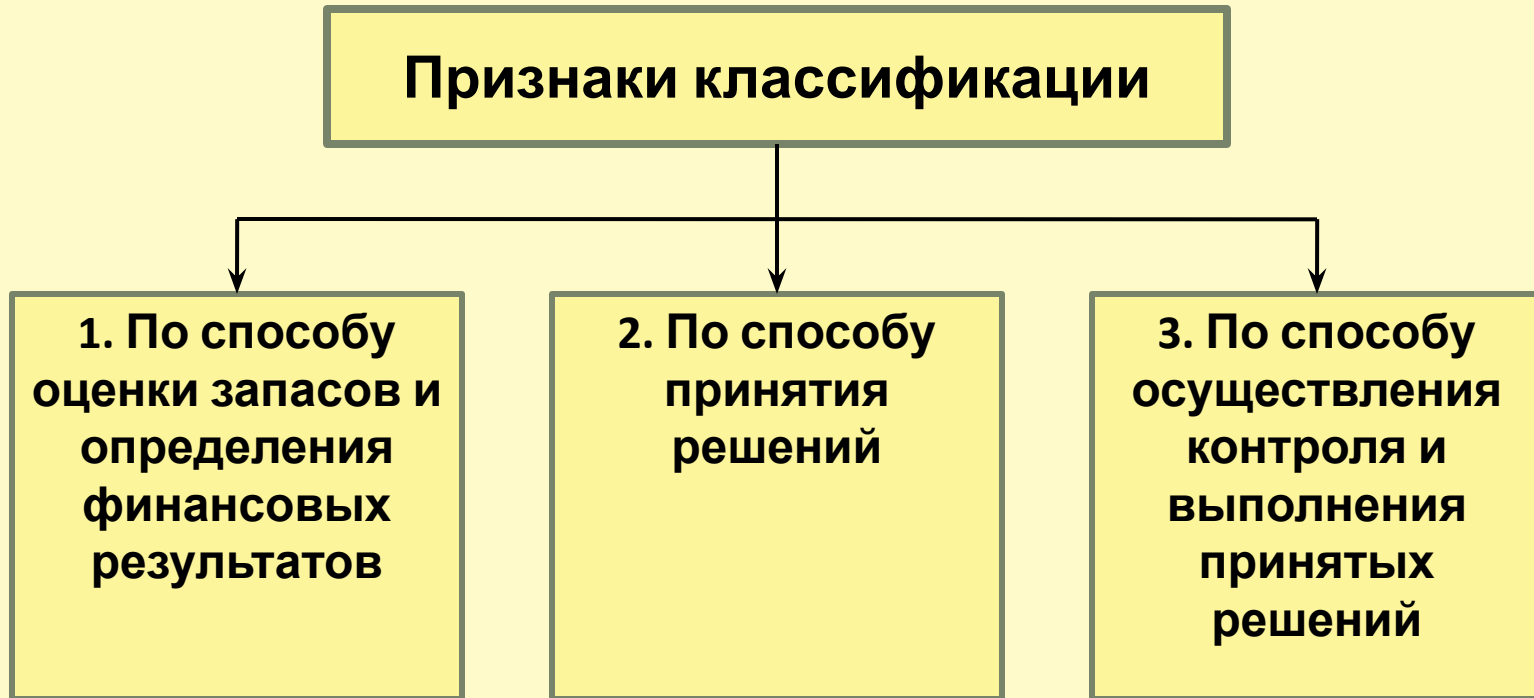 Признаки классификации
1. По способу
оценки запасов и
определения
финансовых
результатов
2. По способу
принятия
решений
3. По способу
осуществления
контроля и
выполнения
принятых
решений